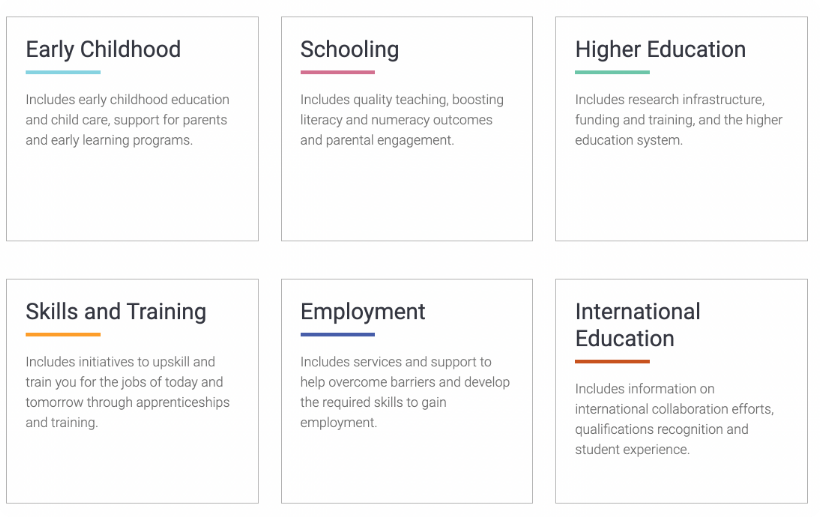 Early Childhood
Includes early childhood education
and child care, support for parents
and early learning programs.
Schooling
Includes quality teaching, boosting
literacy and numeracy outcomes
and parental engagement.
Higher Education
Includes research infrastructure,
funding and training, and the higher
education system.
Skills and Training
Includes initiatives to upskill and
train you for the jobs of today and
tomorrow through apprenticeships
and training.
Employment
Includes services and support to
help overcome barriers and develop
the required skills to gain
employment.
International
Education
Includes information on
international collaboration efforts,
qualifications recognition and
student experience.